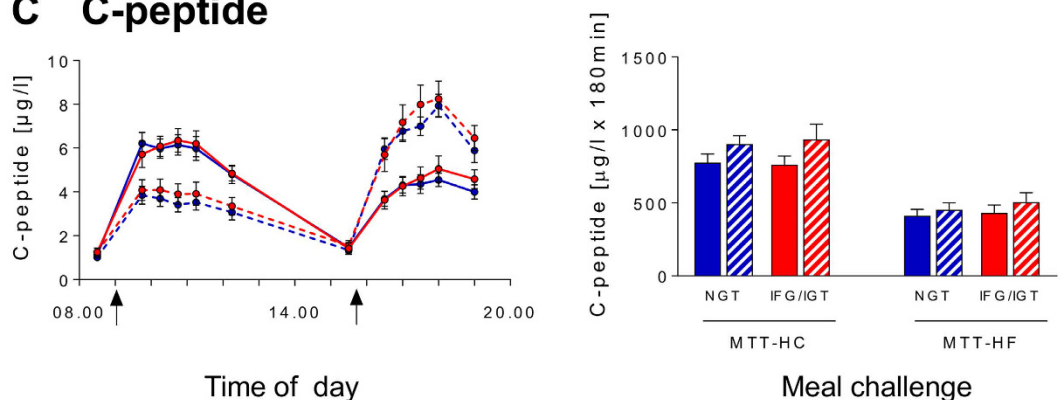 C C-peptide
C-peptide [µg/l]
10
8
6
4
2
0
08.00 14.00 20.00
Time of day
C-peptide [µg/l x 180min]
1500
1000
500
0
NGT IFG/IGT NGT IFG/IGT
MTT-HC MTT-HF
Meal challenge